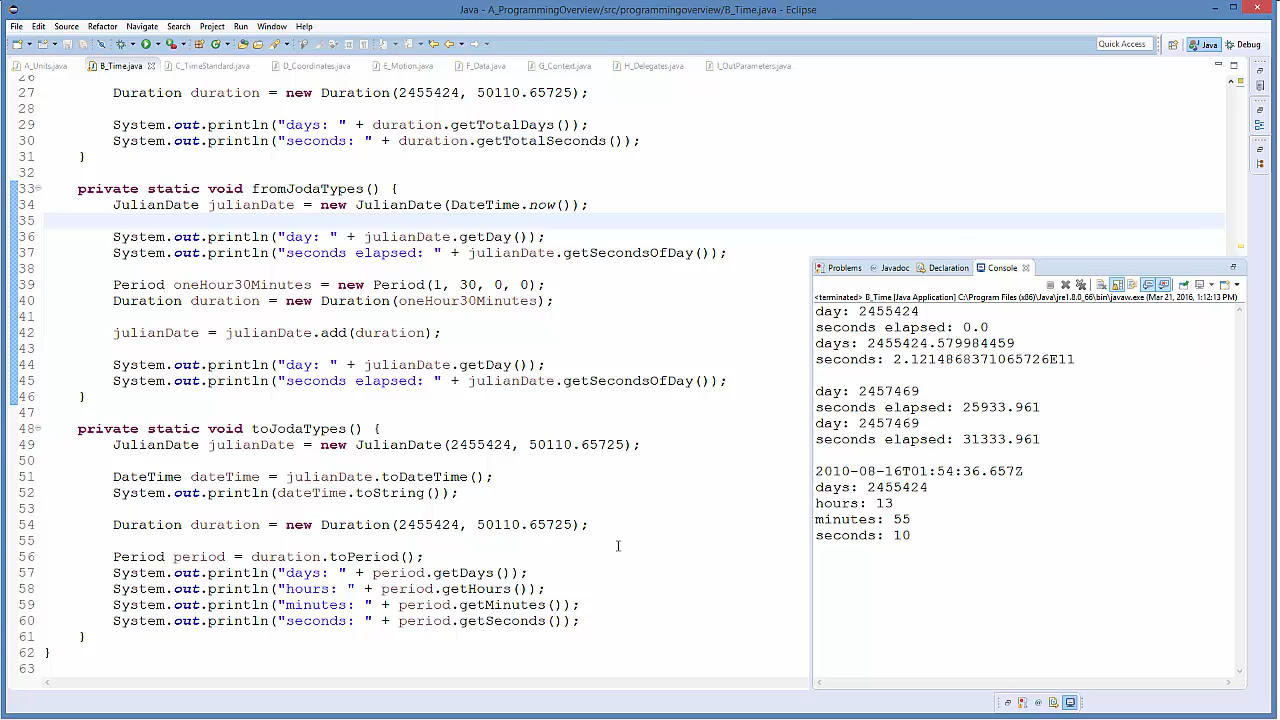 Java - A_ProgrammingOverview/src/programmingoverview/B_Time.java - Eclipse
File Edit Source Refactor Navigate Search Project Run Window Help
Quick Access Java Debug
A_Units.java B_Time.java C_TimeStandard.java D_Coordinates.java E_Motion.java F_Data.java G_Context.java H_Delegates.java I_OutParameters.java
26
27 Duration duration = new Duration(2455424, 50110.65725);
28
29 System.out.println("days: " + duration.getTotalDays());
30 System.out.println("seconds: " + duration.getTotalSeconds());
31 }
32
33 private static void fromJodaTypes() {
34 JulianDate julianDate = new JulianDate(DateTime.now());
35
36 System.out.println("day: " + julianDate.getDay());
37 System.out.println("seconds elapsed: " + julianDate.getSecondsOfDay());
38
39 Period oneHour30Minutes = new Period(1, 30, 0, 0);
40 Duration duration = new Duration(oneHour30Minutes);
41
42 julianDate = julianDate.add(duration);
43
44 System.out.println("day: " + julianDate.getDay());
45 System.out.println("seconds elapsed: " + julianDate.getSecondsOfDay());
46 }
47
48 private static void toJodaTypes() {
49 JulianDate julianDate = new JulianDate(2455424, 50110.65725);
50
51 DateTime dateTime = julianDate.toDateTime();
52 System.out.println(dateTime.toString());
53
54 Duration duration = new Duration(2455424, 50110.65725);
55
56 Period period = duration.toPeriod();
57 System.out.println("days: " + period.getDays());
58 System.out.println("hours: " + period.getHours());
59 System.out.println("minutes: " + period.getMinutes());
60 System.out.println("seconds: " + period.getSeconds());
61 }
62 }
63
Problems Javadoc Declaration Console
<terminated> B_Time [Java Application] C:\Program Files (x86)\Java\jre1.8.0_66\bin\javaw.exe (Mar 21, 2016, 1:12:13 PM)
day: 2455424
seconds elapsed: 0.0
days: 2455424.579984459
seconds: 2.1214868371065726E11
day: 2457469
seconds elapsed: 25933.961
day: 2457469
seconds elapsed: 31333.961
2010-08-16T01:54:36.657Z
days: 2455424
hours: 13
minutes: 55
seconds: 10